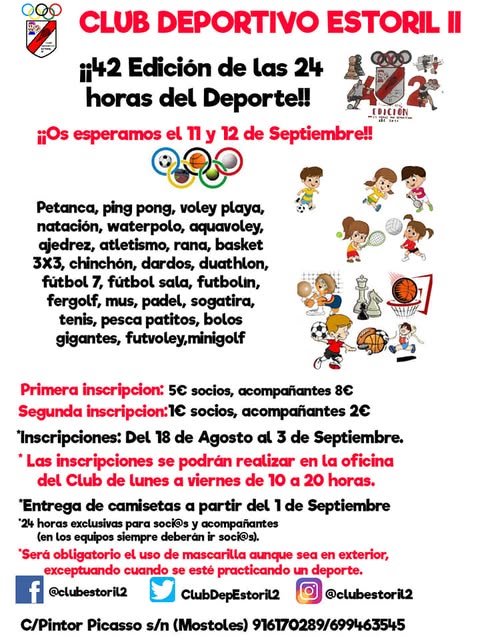 CLUB DEPORTIVO ESTORIL II
¡¡42 Edición de las 24
horas del Deporte!!
42
EDICIÓN
¡¡Os esperamos el 11 y 12 de Septiembre!!
Petanca, ping pong, voley playa,
natación, waterpolo, aquavoley,
ajedrez, atletismo, rana, basket
3X3, chinchón, dardos, duathlon,
fútbol 7, fútbol sala, futbolín,
fergolf, mus, padel, sogatira,
tenis, pesca patitos, bolos
gigantes, futvoley,minigolf
Primera inscripcion: 5€ socios, acompañantes 8€
Segunda inscripcion:1€ socios, acompañantes 2€
*Inscripciones: Del 18 de Agosto al 3 de Septiembre.
* Las inscripciones se podrán realizar en la oficina
del Club de lunes a viernes de 10 a 20 horas.
*Entrega de camisetas a partir del 1 de Septiembre
*24 horas exclusivas para soci@s y acompañantes
(en los equipos siempre deberán ir soci@s).
*Será obligatorio el uso de mascarilla aunque sea en exterior,
exceptuando cuando se esté practicando un deporte.
@clubestoril2
ClubDepEstoril2
@clubestoril2
C/Pintor Picasso s/n (Mostoles) 916170289/699463545